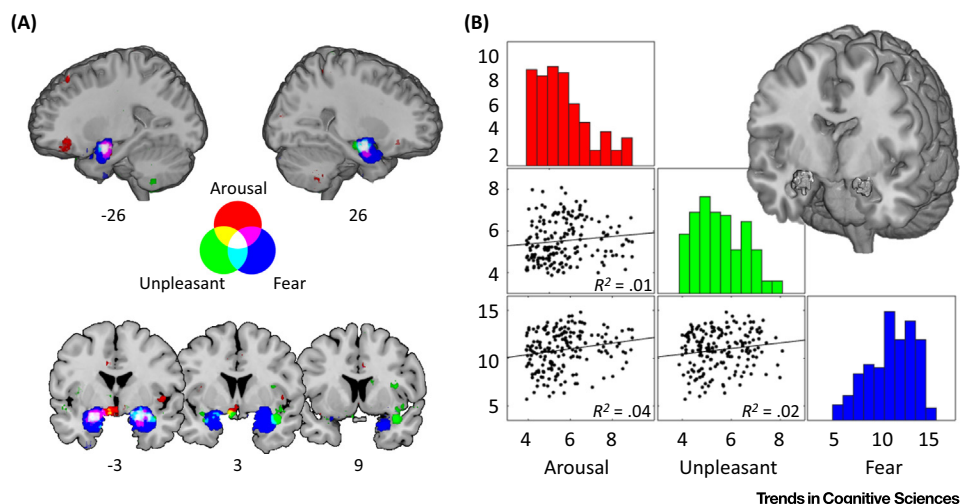 (A)
-26
26
Arousal
Unpleasant
Fear
-3
3
9
(B)
10
8
6
4
2
8
6
4
R² = .01
15
10
5
R² = .04
R² = .02
4 6 8
4 6 8
5 10 15
Arousal
Unpleasant
Fear
Trends in Cognitive Sciences